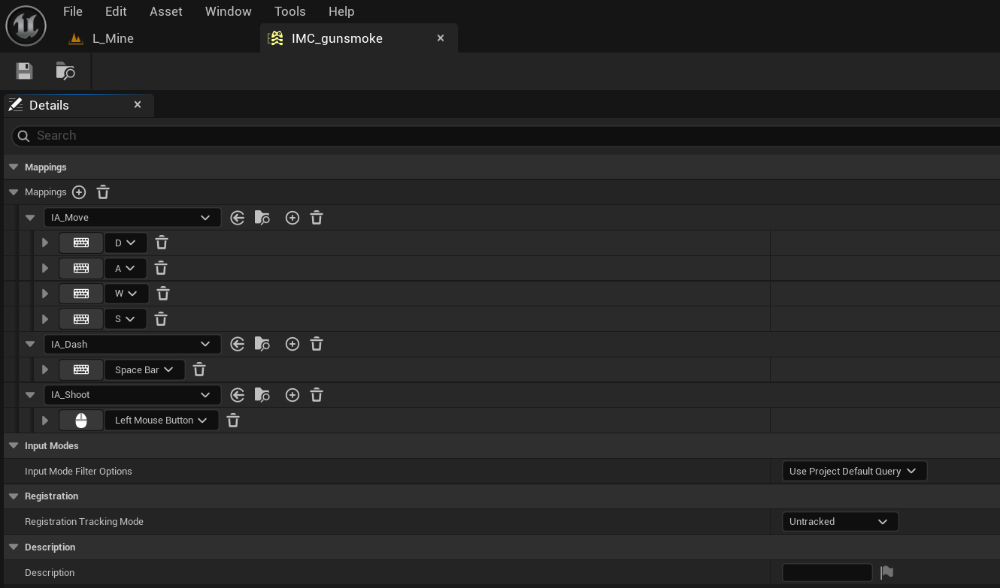 File Edit Asset Window Tools Help
L_Mine IMC_gunsmoke
Details
Search
Mappings
Mappings
IA_Move
D
A
W
S
IA_Dash
Space Bar
IA_Shoot
Left Mouse Button
Input Modes
Input Mode Filter Options Use Project Default Query
Registration
Registration Tracking Mode Untracked
Description
Description